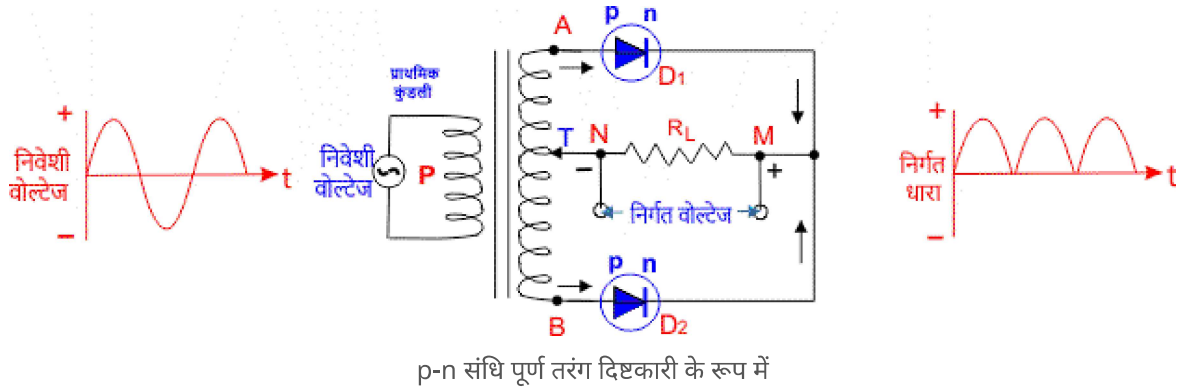 +
निवेशी
वोल्टेज
−
t
प्राथमिक
कुंडली
निवेशी
वोल्टेज
P
A
p n
D1
T N RL M
− +
निर्गत वोल्टेज
p n
B D2
+
निर्गत
धारा
−
t
p-n संधि पूर्ण तरंग दिष्टकारी के रूप में